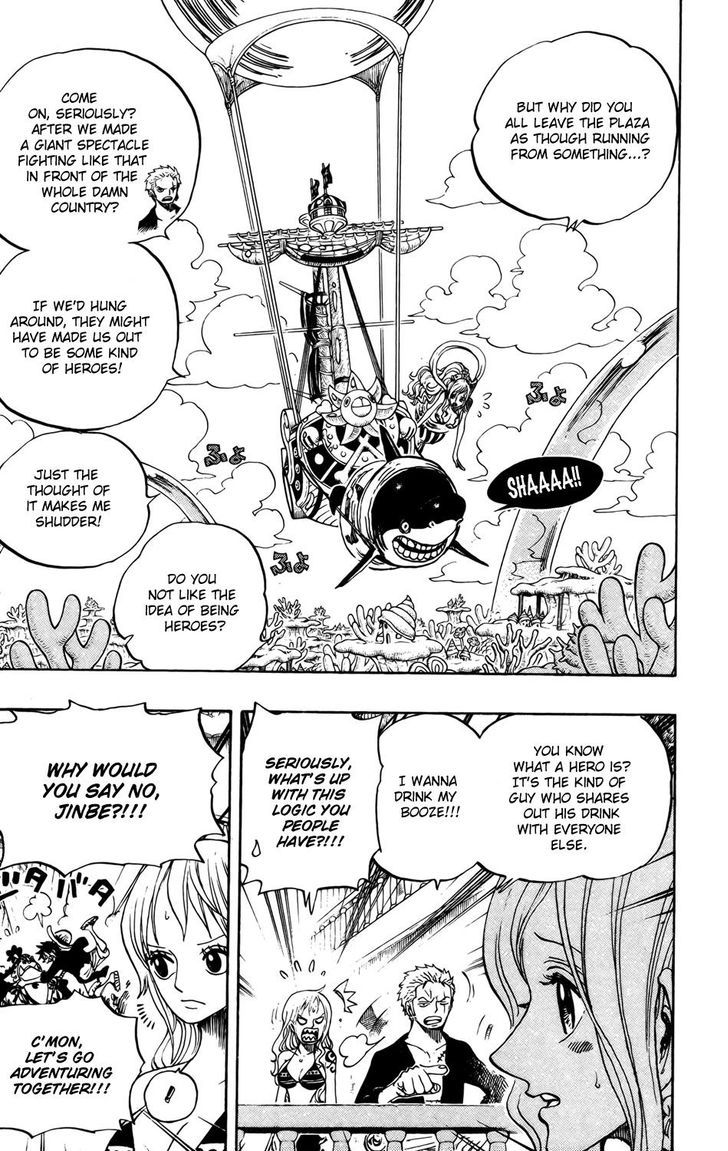 BUT WHY DID YOU
ALL LEAVE THE PLAZA
AS THOUGH RUNNING
FROM SOMETHING...?
COME
ON, SERIOUSLY?
AFTER WE MADE
A GIANT SPECTACLE
FIGHTING LIKE THAT
IN FRONT OF THE
WHOLE DAMN
COUNTRY?
IF WE'D HUNG
AROUND, THEY MIGHT
HAVE MADE US OUT
TO BE SOME KIND
OF HEROES!
ふよ
ふよ
ふよ
SHAAAA!!
JUST THE
THOUGHT OF
IT MAKES ME
SHUDDER!
DO YOU
NOT LIKE THE
IDEA OF BEING
HEROES?
YOU KNOW
WHAT A HERO IS?
IT'S THE KIND OF
GUY WHO SHARES
OUT HIS DRINK
WITH EVERYONE
ELSE.
I WANNA
DRINK MY
BOOZE!!!
SERIOUSLY,
WHAT'S UP
WITH THIS
LOGIC YOU
PEOPLE
HAVE?!!!
WHY WOULD
YOU SAY NO,
JINBE?!!!
バタバタ
!
C'MON,
LET'S GO
ADVENTURING
TOGETHER!!!